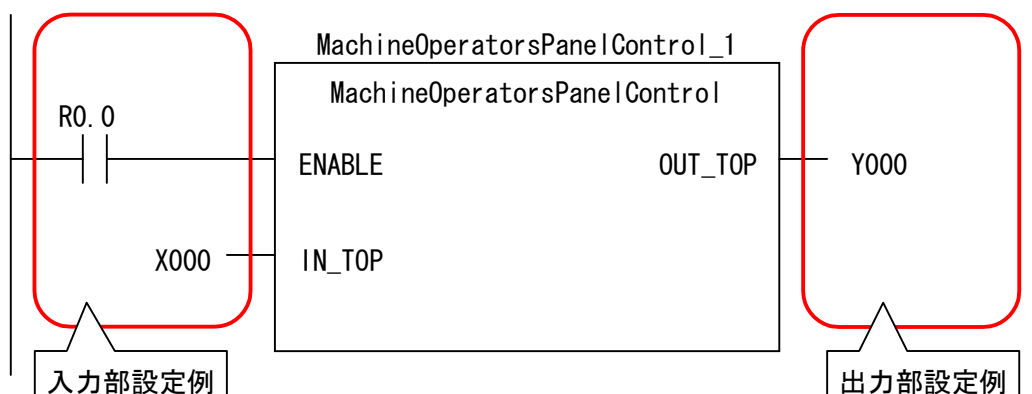 MachineOperatorsPanelControl_1
MachineOperatorsPanelControl
R0.0
ENABLE
OUT_TOP
Y000
X000
IN_TOP
入力部設定例
出力部設定例